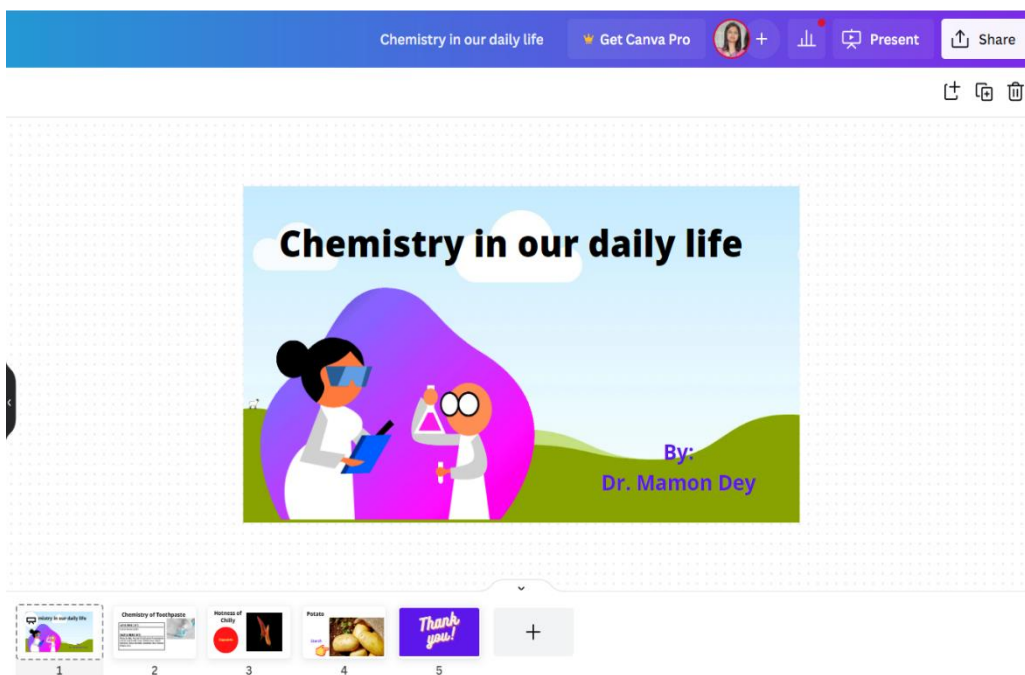 Chemistry in our daily life
Get Canva Pro
+
Present
Share
Chemistry in our daily life
By:
Dr. Mamon Dey
Chemistry of Toothpaste
Hotness of
Chilly
Potato
Thank
you!
+
1
2
3
4
5